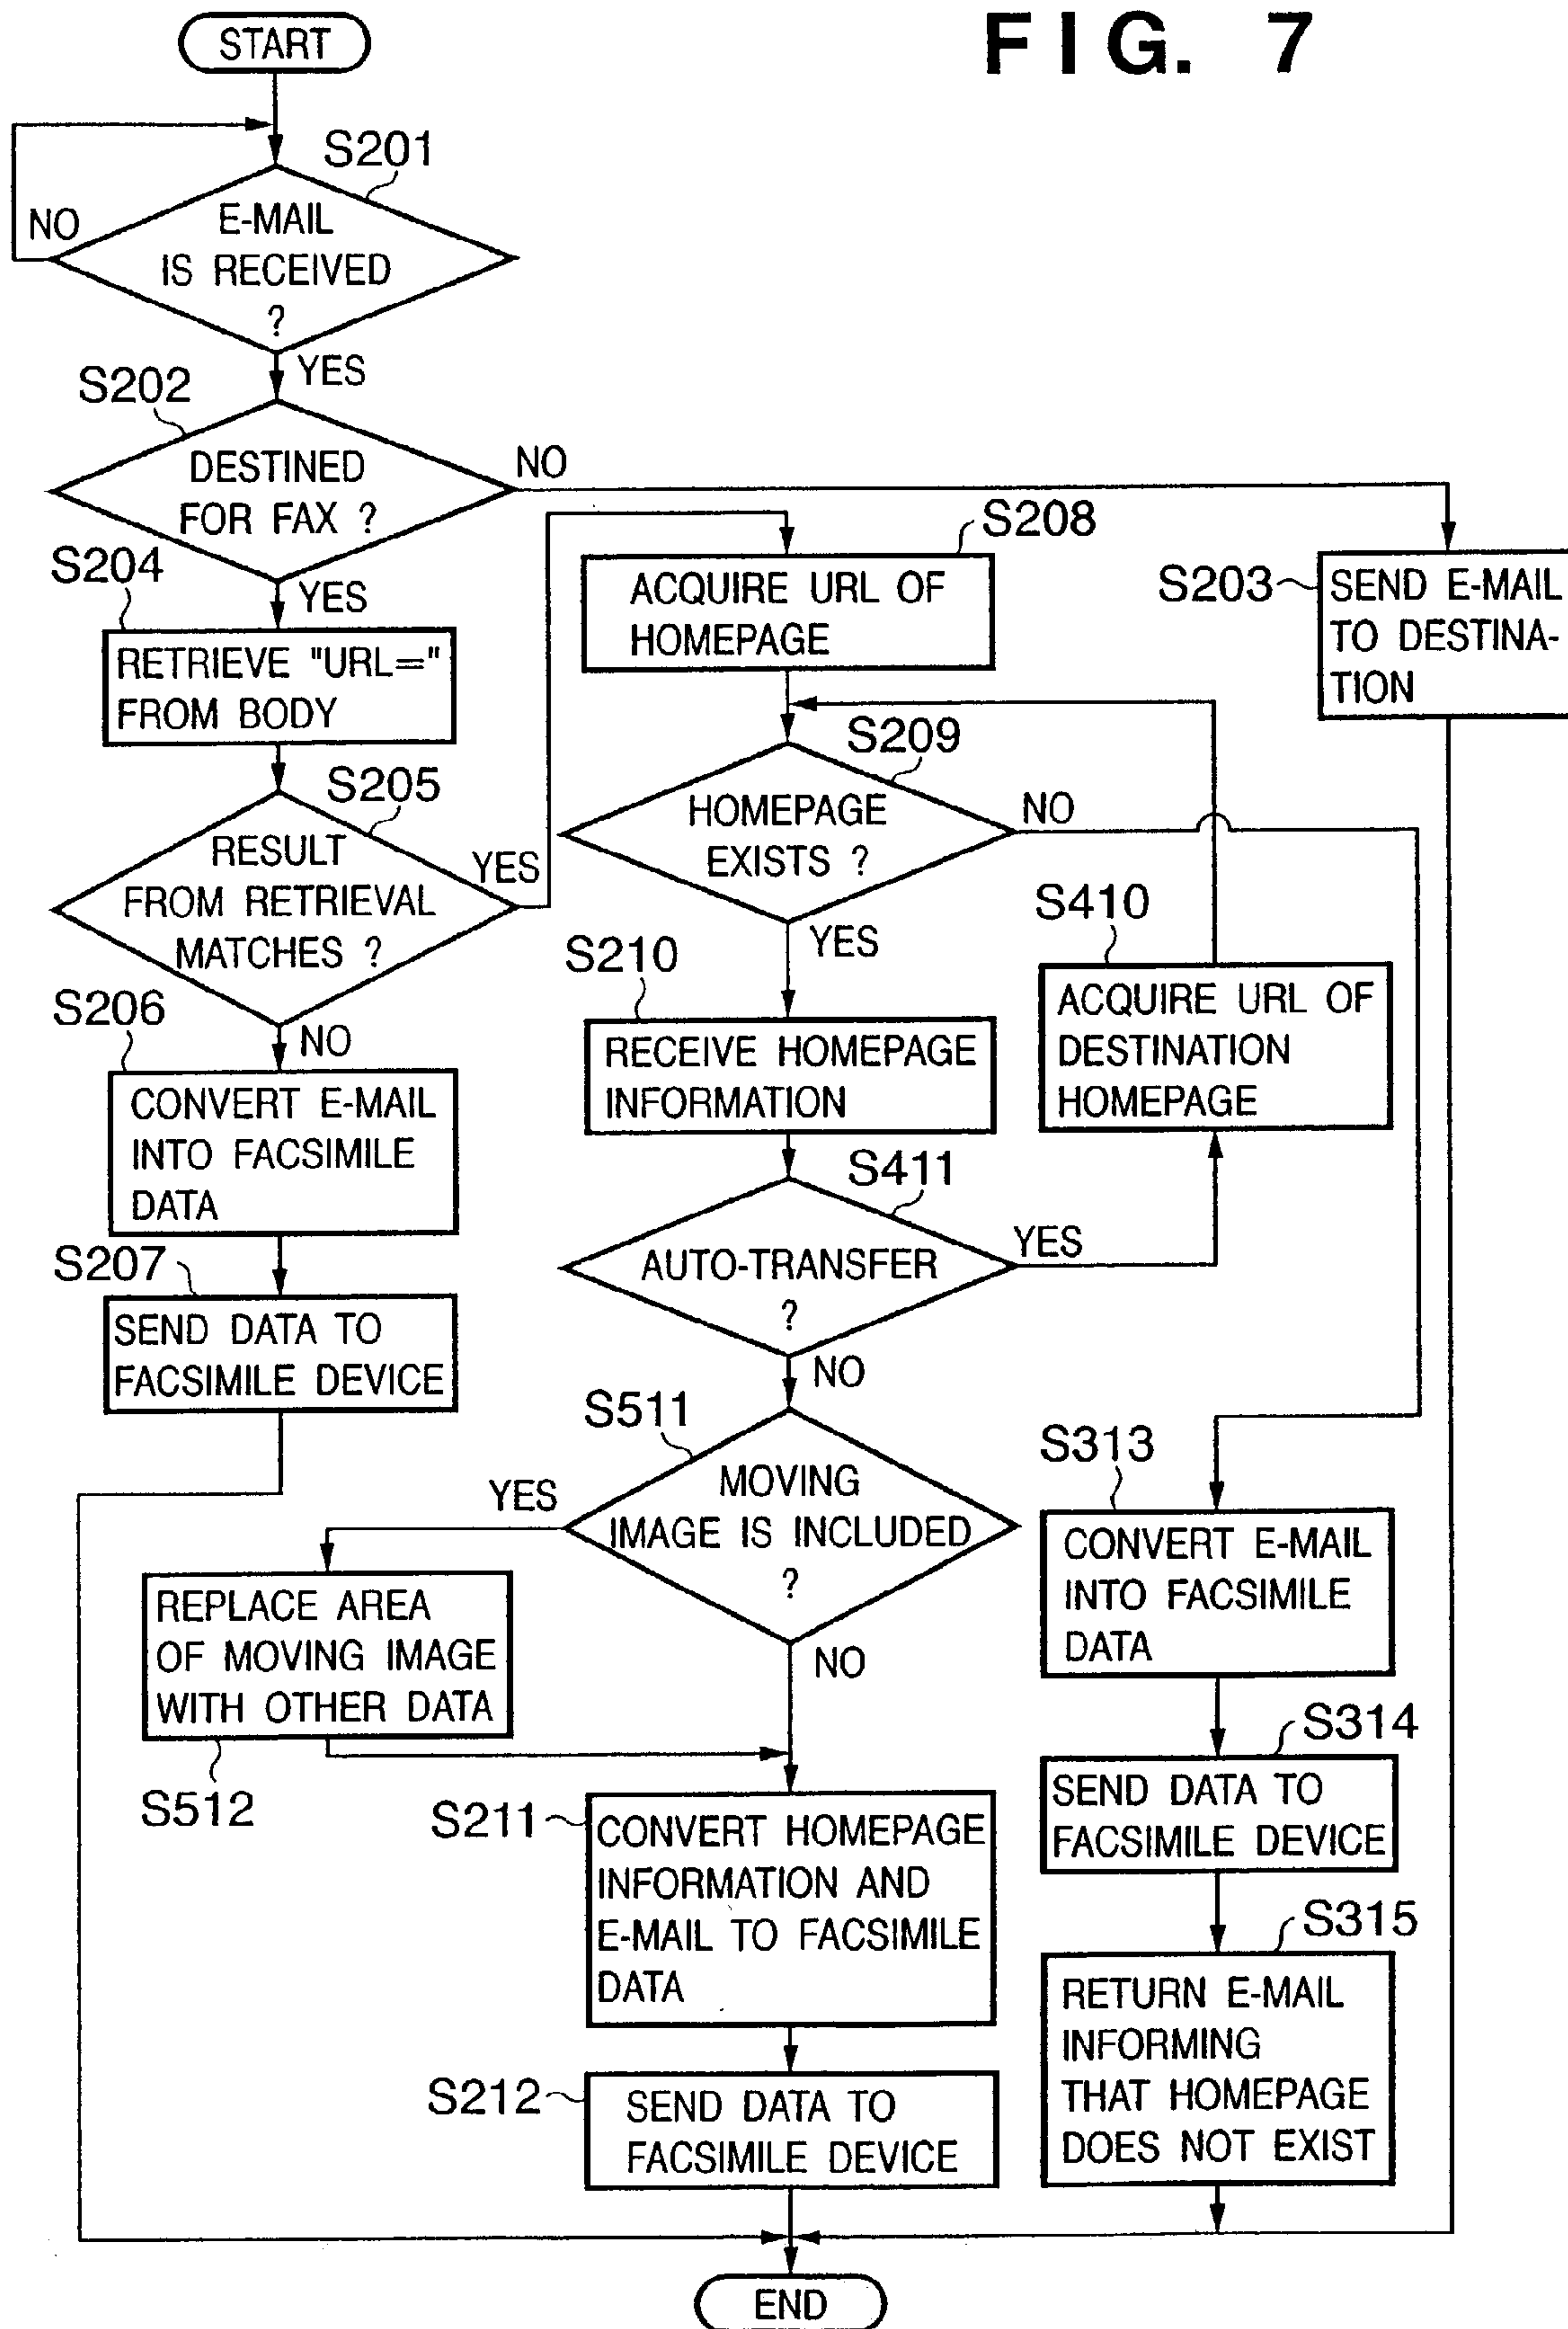 FIG. 7
START
S201
NO
E-MAIL
IS RECEIVED
?
YES
S202
DESTINED
FOR FAX ?
NO
YES
S203
SEND E-MAIL
TO DESTINA-
TION
S204
RETRIEVE "URL="
FROM BODY
S205
RESULT
FROM RETRIEVAL
MATCHES ?
YES
NO
S206
CONVERT E-MAIL
INTO FACSIMILE
DATA
S207
SEND DATA TO
FACSIMILE DEVICE
S208
ACQUIRE URL OF
HOMEPAGE
S209
HOMEPAGE
EXISTS ?
NO
YES
S410
ACQUIRE URL OF
DESTINATION
HOMEPAGE
S210
RECEIVE HOMEPAGE
INFORMATION
S411
AUTO-TRANSFER
?
YES
NO
S511
MOVING
IMAGE IS INCLUDED
?
YES
NO
REPLACE AREA
OF MOVING IMAGE
WITH OTHER DATA
S512
S211
CONVERT HOMEPAGE
INFORMATION AND
E-MAIL TO FACSIMILE
DATA
S212
SEND DATA TO
FACSIMILE DEVICE
S313
CONVERT E-MAIL
INTO FACSIMILE
DATA
S314
SEND DATA TO
FACSIMILE DEVICE
S315
RETURN E-MAIL
INFORMING
THAT HOMEPAGE
DOES NOT EXIST
END